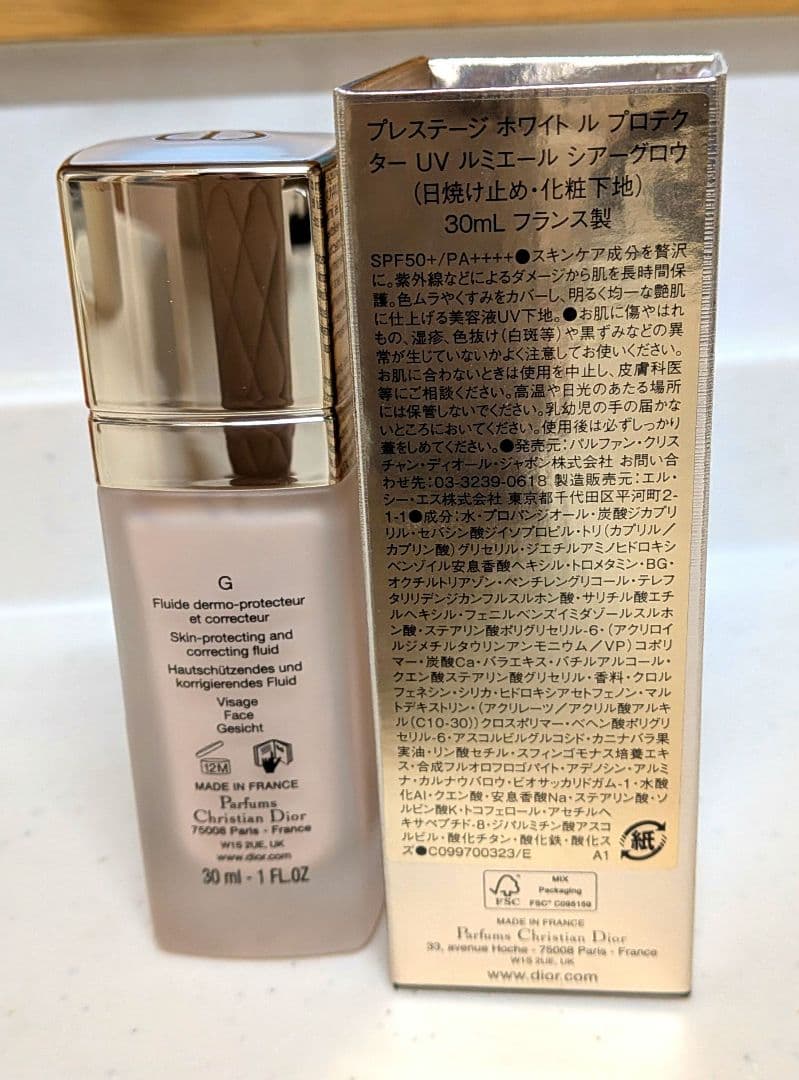 G
Fluide dermo-protecteur
et correcteur
Skin-protecting and
correcting fluid
Hautschützendes und
korrigierendes Fluid
Visage
Face
Gesicht
12M
MADE IN FRANCE
Parfums
Christian Dior
75008 Paris - France
W1S 2UE, UK
www.dior.com
30 ml - 1 FL.OZ
プレステージ ホワイト ル プロテク
ター UV ルミエール シアーグロウ
(日焼け止め・化粧下地)
30mL フランス製
SPF50+/PA++++●スキンケア成分を贅沢
に。紫外線などによるダメージから肌を長時間保
護。色ムラやくすみをカバーし、明るく均一な艶肌
に仕上げる美容液UV下地。●お肌に傷やはれ
もの、湿疹、色抜け(白斑等)や黒ずみなどの異
常が生じていないかよく注意してお使いください。
お肌に合わないときは使用を中止し、皮膚科医
等にご相談ください。高温や日光のあたる場所
には保管しないでください。乳幼児の手の届かな
いところにおいてください。使用後は必ずしっかり
蓋をしめてください。●発売元:パルファン・クリス
チャン・ディオール・ジャポン株式会社 お問い合
わせ先:03-3239-0618 製造販売元:エル・
シー・エス株式会社 東京都千代田区平河町2-
1-1●成分:水・プロパンジオール・炭酸ジカプリ
リル・セバシン酸ジイソプロピル・トリ(カプリル/
カプリン酸)グリセリル・ジエチルアミノヒドロキシ
ベンゾイル安息香酸ヘキシル・トロメタミン・BG・
オクチルトリアゾン・ペンチレングリコール・テレフ
タリリデンジカンフルスルホン酸・サリチル酸エチ
ルヘキシル・フェニルベンズイミダゾールスルホ
ン酸・ステアリン酸ポリグリセリル-6・(アクリロイ
ルジメチルタウリンアンモニウム/VP)コポリ
マー・炭酸Ca・バラエキス・バチルアルコール・
クエン酸ステアリン酸グリセリル・香料・クロル
フェネシン・シリカ・ヒドロキシアセトフェノン・マル
トデキストリン・(アクリレーツ/アクリル酸アルキ
ル(C10-30))クロスポリマー・ベヘン酸ポリグリ
セリル-6・アスコルビルグルコシド・カニナバラ果
実油・リン酸セチル・スフィンゴモナス培養エキ
ス・合成フルオロフロゴパイト・アデノシン・アルミ
ナ・カルナウバロウ・ビオサッカリドガム-1・水酸
化Al・クエン酸・安息香酸Na・ステアリン酸・ソ
ルビン酸K・トコフェロール・アセチルヘ
キサペプチド-8・ジパルミチン酸アスコ
ルビル・酸化チタン・酸化鉄・酸化ス
ズ●C099700323/E
A1
紙
FSC
MIX
Packaging
FSC® C095159
MADE IN FRANCE
Parfums Christian Dior
33, avenue Hoche - 75008 Paris - France
W1S 2UE, UK
www.dior.com